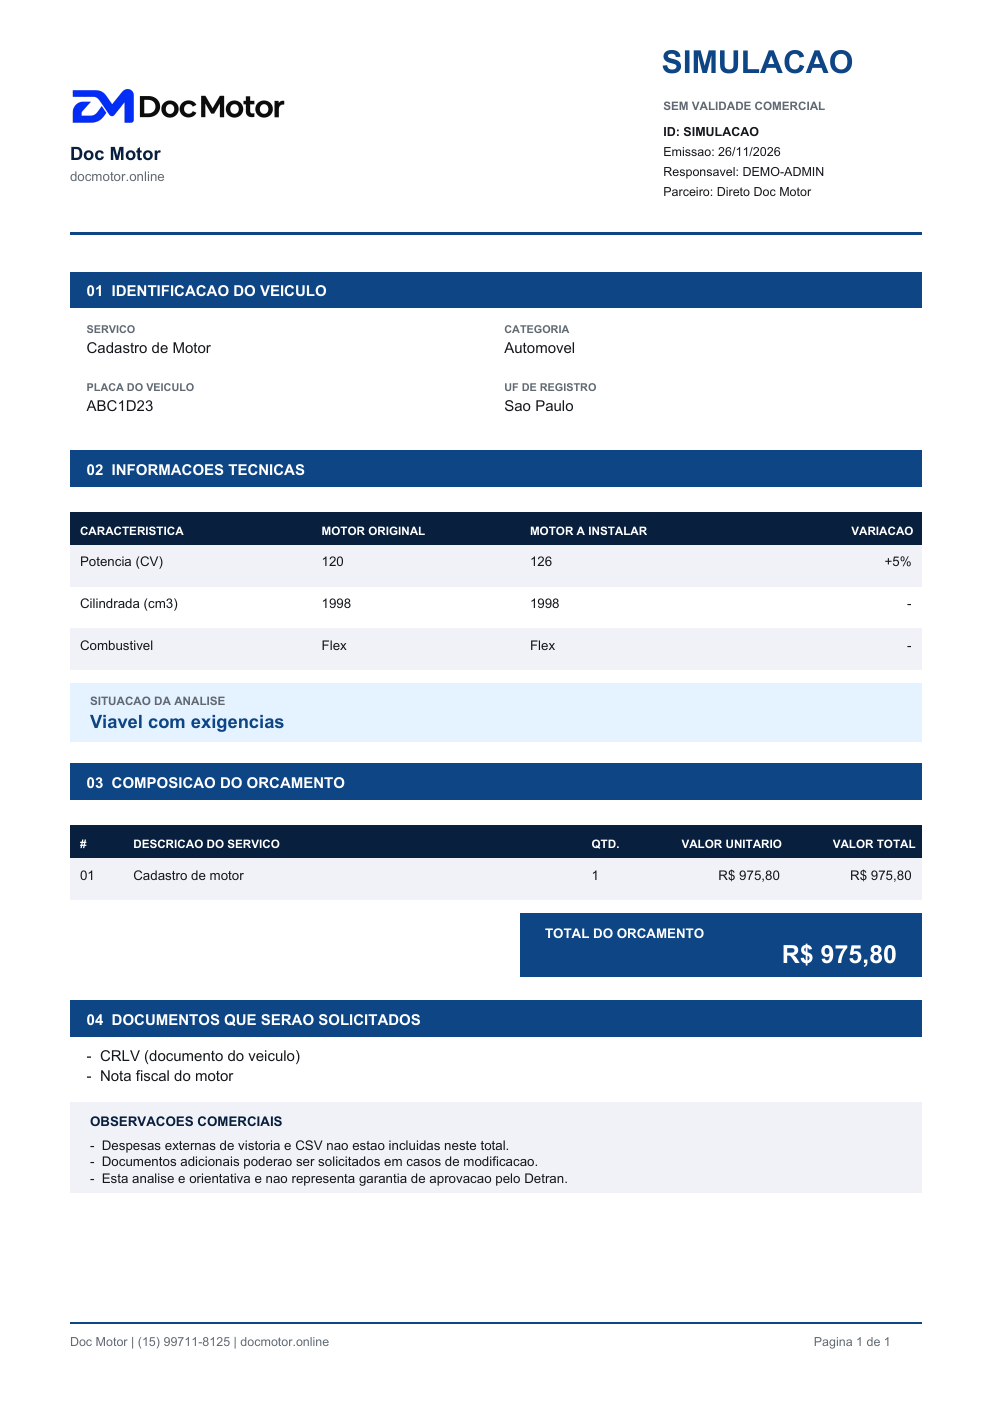 SIMULACAO
SEM VALIDADE COMERCIAL
DM Doc Motor
ID: SIMULACAO
Doc Motor
Emissao: 26/11/2026
docmotor.online
Responsavel: DEMO-ADMIN
Parceiro: Direto Doc Motor
01 IDENTIFICACAO DO VEICULO
SERVICO CATEGORIA
Cadastro de Motor Automovel
PLACA DO VEICULO UF DE REGISTRO
ABC1D23 Sao Paulo
02 INFORMACOES TECNICAS
CARACTERISTICA MOTOR ORIGINAL MOTOR A INSTALAR VARIACAO
Potencia (CV) 120 126 +5%
Cilindrada (cm3) 1998 1998 -
Combustivel Flex Flex -
SITUACAO DA ANALISE
Viavel com exigencias
03 COMPOSICAO DO ORCAMENTO
# DESCRICAO DO SERVICO QTD. VALOR UNITARIO VALOR TOTAL
01 Cadastro de motor 1 R$ 975,80 R$ 975,80
TOTAL DO ORCAMENTO
R$ 975,80
04 DOCUMENTOS QUE SERAO SOLICITADOS
- CRLV (documento do veiculo)
- Nota fiscal do motor
OBSERVACOES COMERCIAIS
- Despesas externas de vistoria e CSV nao estao incluidas neste total.
- Documentos adicionais poderao ser solicitados em casos de modificacao.
- Esta analise e orientativa e nao representa garantia de aprovacao pelo Detran.
Doc Motor | (15) 99711-8125 | docmotor.online Pagina 1 de 1